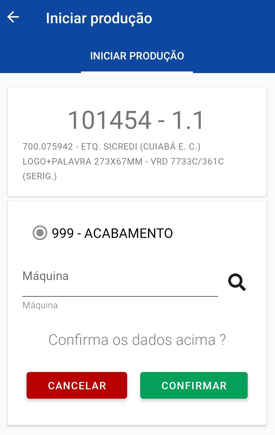 Iniciar produção
INICIAR PRODUÇÃO
101454 - 1.1
700.075942 - ETQ. SICREDI (CUIABÁ E. C.)
LOGO+PALAVRA 273X67MM - VRD 7733C/361C
(SERIG.)
999 - ACABAMENTO
Máquina
Máquina
Confirma os dados acima ?
CANCELAR
CONFIRMAR